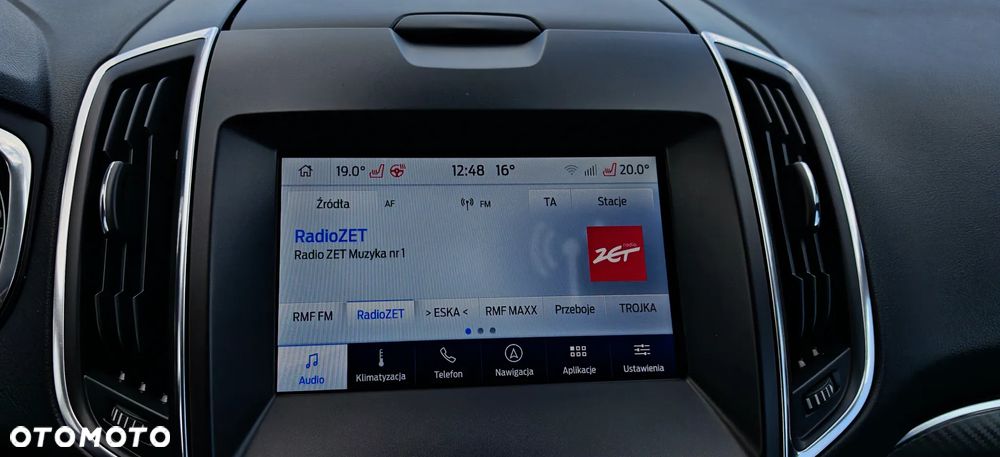 19.0° 12:48 16° 20.0°
Źródła AF FM TA Stacje
RadioZET
Radio ZET Muzyka nr 1
radio
ZET
RMF FM RadioZET > ESKA < RMF MAXX Przeboje TROJKA
Audio Klimatyzacja Telefon Nawigacja Aplikacje Ustawienia
OTOMOTO